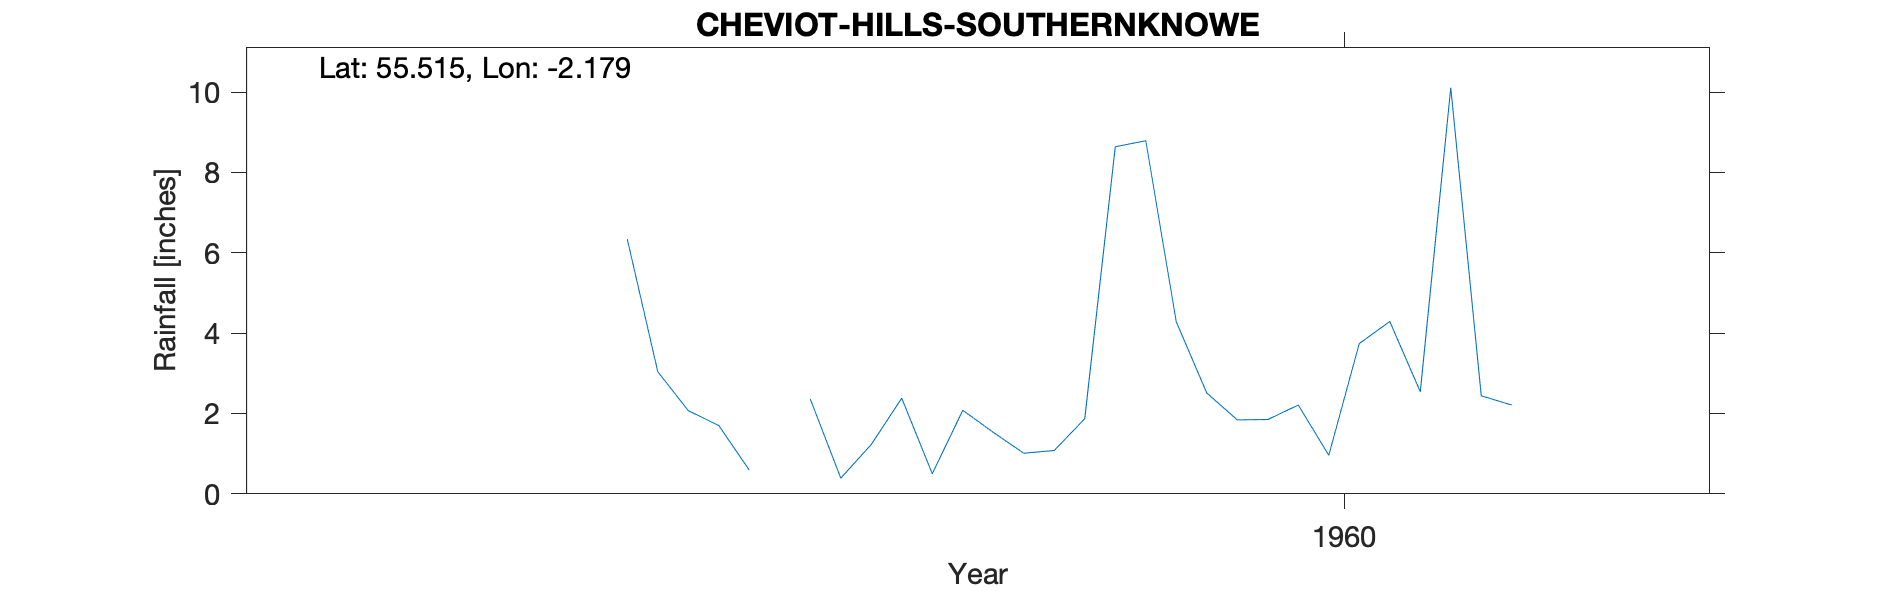 CHEVIOT-HILLS-SOUTHERNKNOWE
Lat: 55.515, Lon: -2.179
10
8
6
4
2
0
Rainfall [inches]
1960
Year